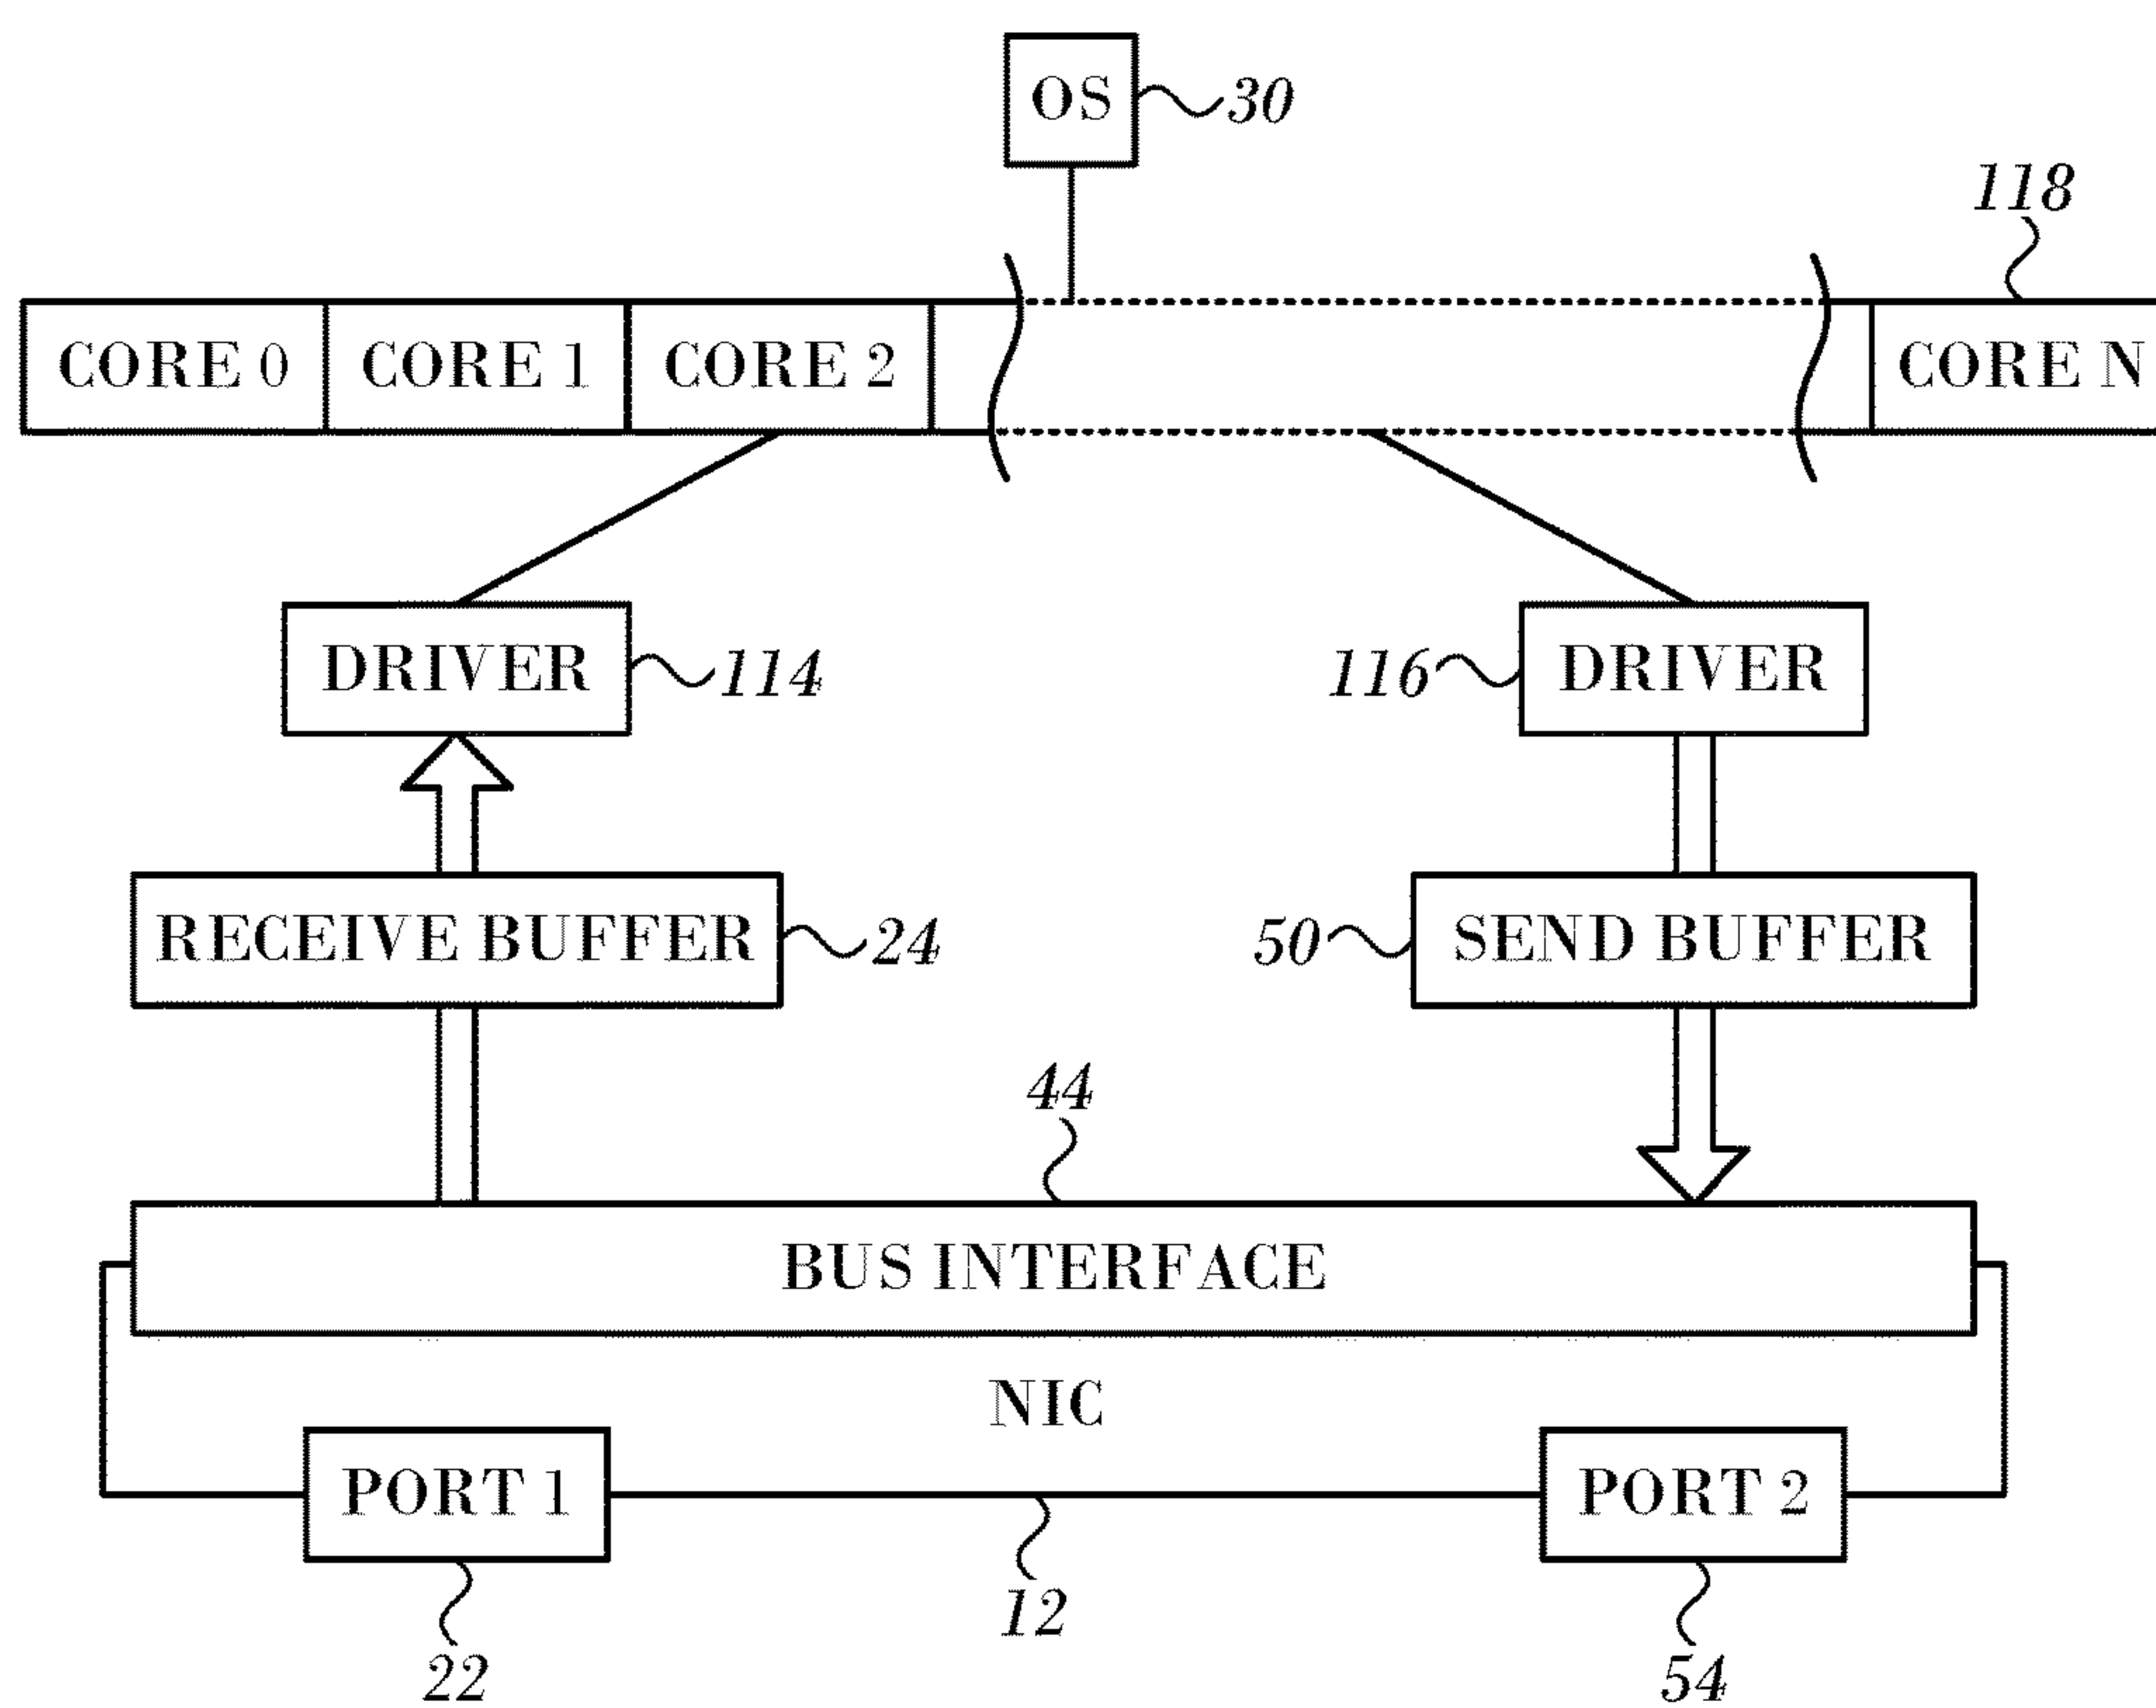 OS 30
118
CORE 0 CORE 1 CORE 2 CORE N
DRIVER 114 116 DRIVER
RECEIVE BUFFER 24 50 SEND BUFFER
44
BUS INTERFACE
NIC
PORT 1 PORT 2
12
22 54